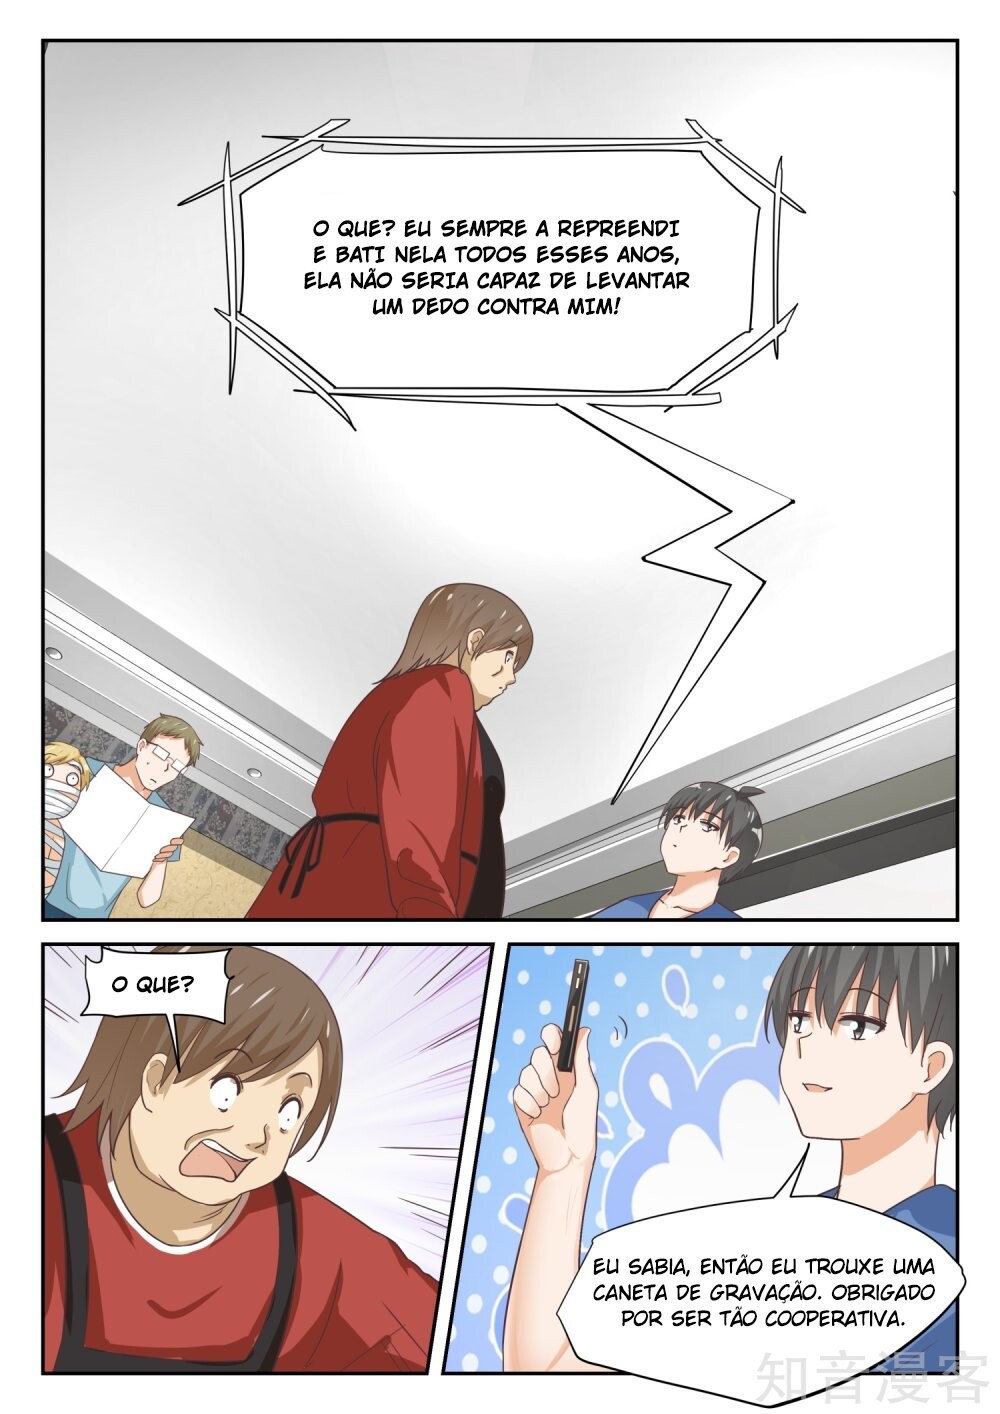 O QUE? EU SEMPRE A REPREENDI
E BATI NELA TODOS ESSES ANOS,
ELA NÃO SERIA CAPAZ DE LEVANTAR
UM DEDO CONTRA MIM!
O QUE?
EU SABIA, ENTÃO EU TROUXE UMA
CANETA DE GRAVAÇÃO. OBRIGADO
POR SER TÃO COOPERATIVA.
知音漫客